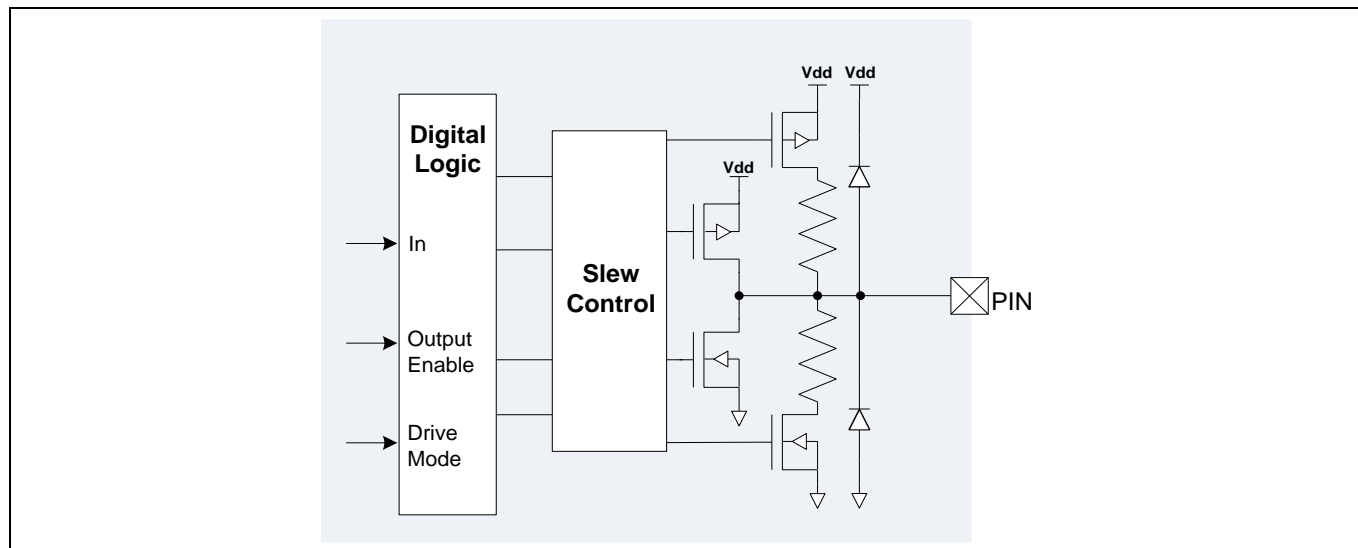 Vdd Vdd
Digital
Logic
Vdd
In
Slew
Control
PIN
Output
Enable
Drive
Mode